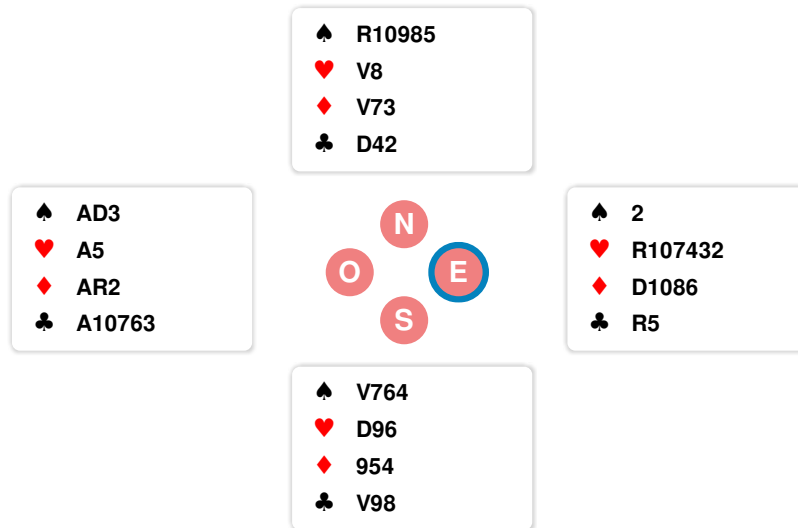 ♠ R10985
♥ V8
♦ V73
♣ D42
♠ AD3
♥ A5
♦ AR2
♣ A10763
N
O
E
S
♠ 2
♥ R107432
♦ D1086
♣ R5
♠ V764
♥ D96
♦ 954
♣ V98